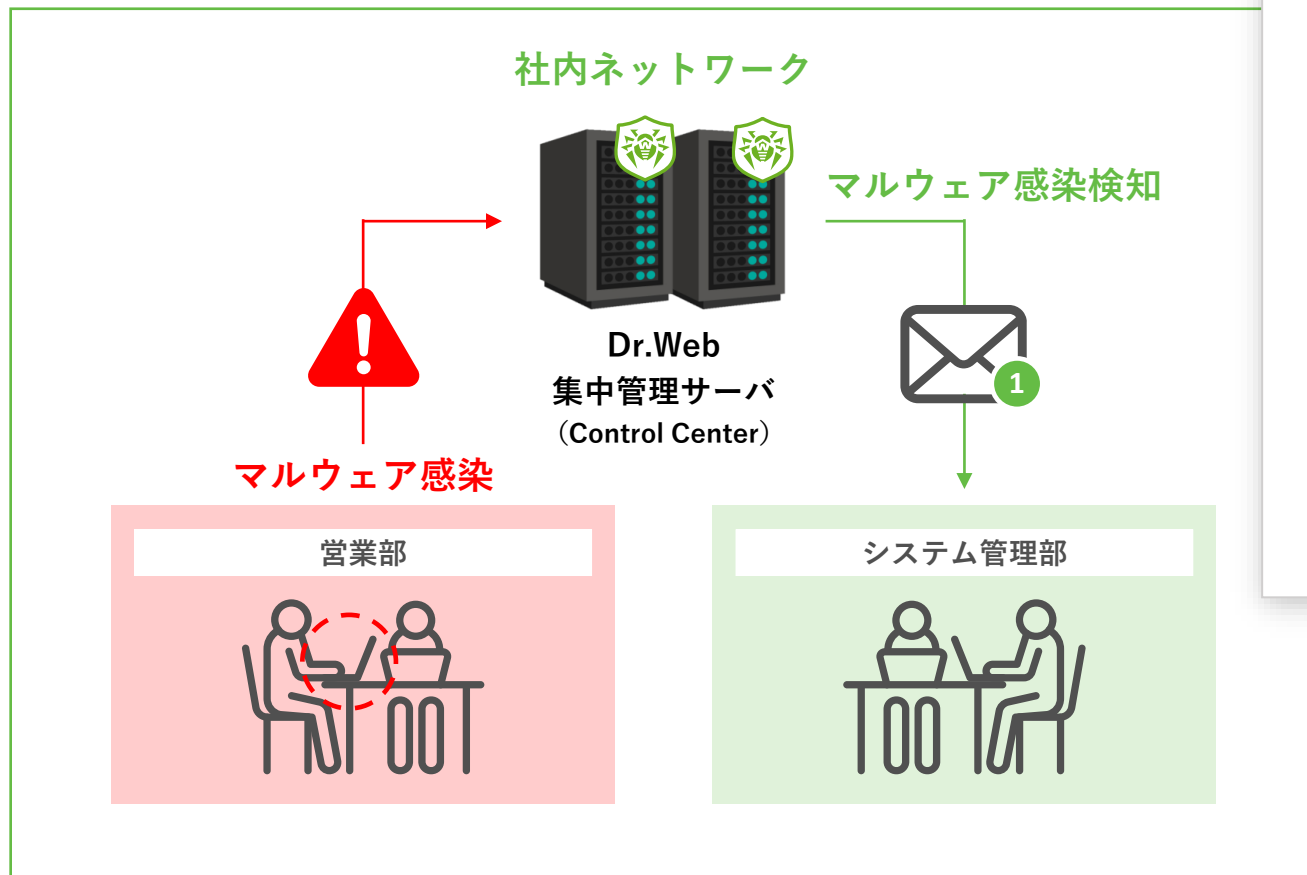 社内ネットワーク
マルウェア感染検知
Dr.Web
集中管理サーバ
（Control Center）
1
マルウェア感染
営業部
システム管理部